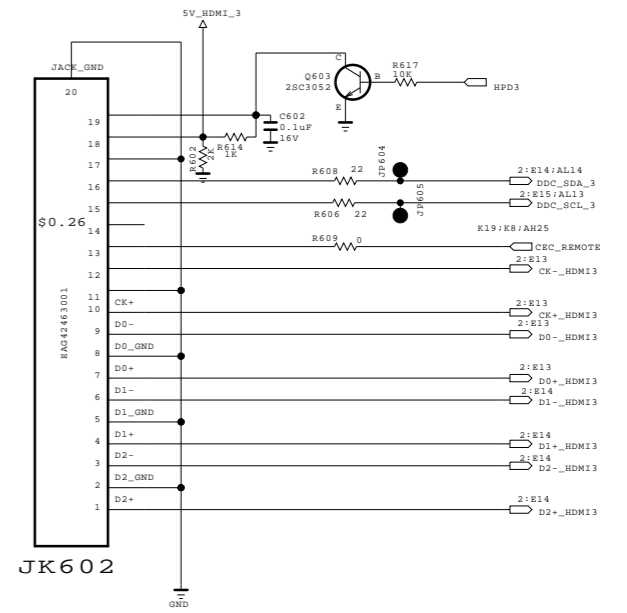 5V_HDMI_3
JACK_GND
20
C
Q603
2SC3052
B
E
R617
10K
HPD3
19
C602
0.1uF
16V
18
R602
2K
R614
1K
17
JP604
16
R608 22
2:E14;AL14
DDC_SDA_3
15
R606 22
JP605
2:E15;AL13
DDC_SCL_3
$0.26
14
K19;K8;AH25
13
R609 0
CEC_REMOTE
12
2:E13
CK-_HDMI3
11
EAG42463001
10
CK+
2:E13
CK+_HDMI3
9
D0-
2:E13
D0-_HDMI3
8
D0_GND
7
D0+
2:E13
D0+_HDMI3
6
D1-
2:E14
D1-_HDMI3
5
D1_GND
4
D1+
2:E14
D1+_HDMI3
3
D2-
2:E14
D2-_HDMI3
2
D2_GND
1
D2+
2:E14
D2+_HDMI3
JK602
GND